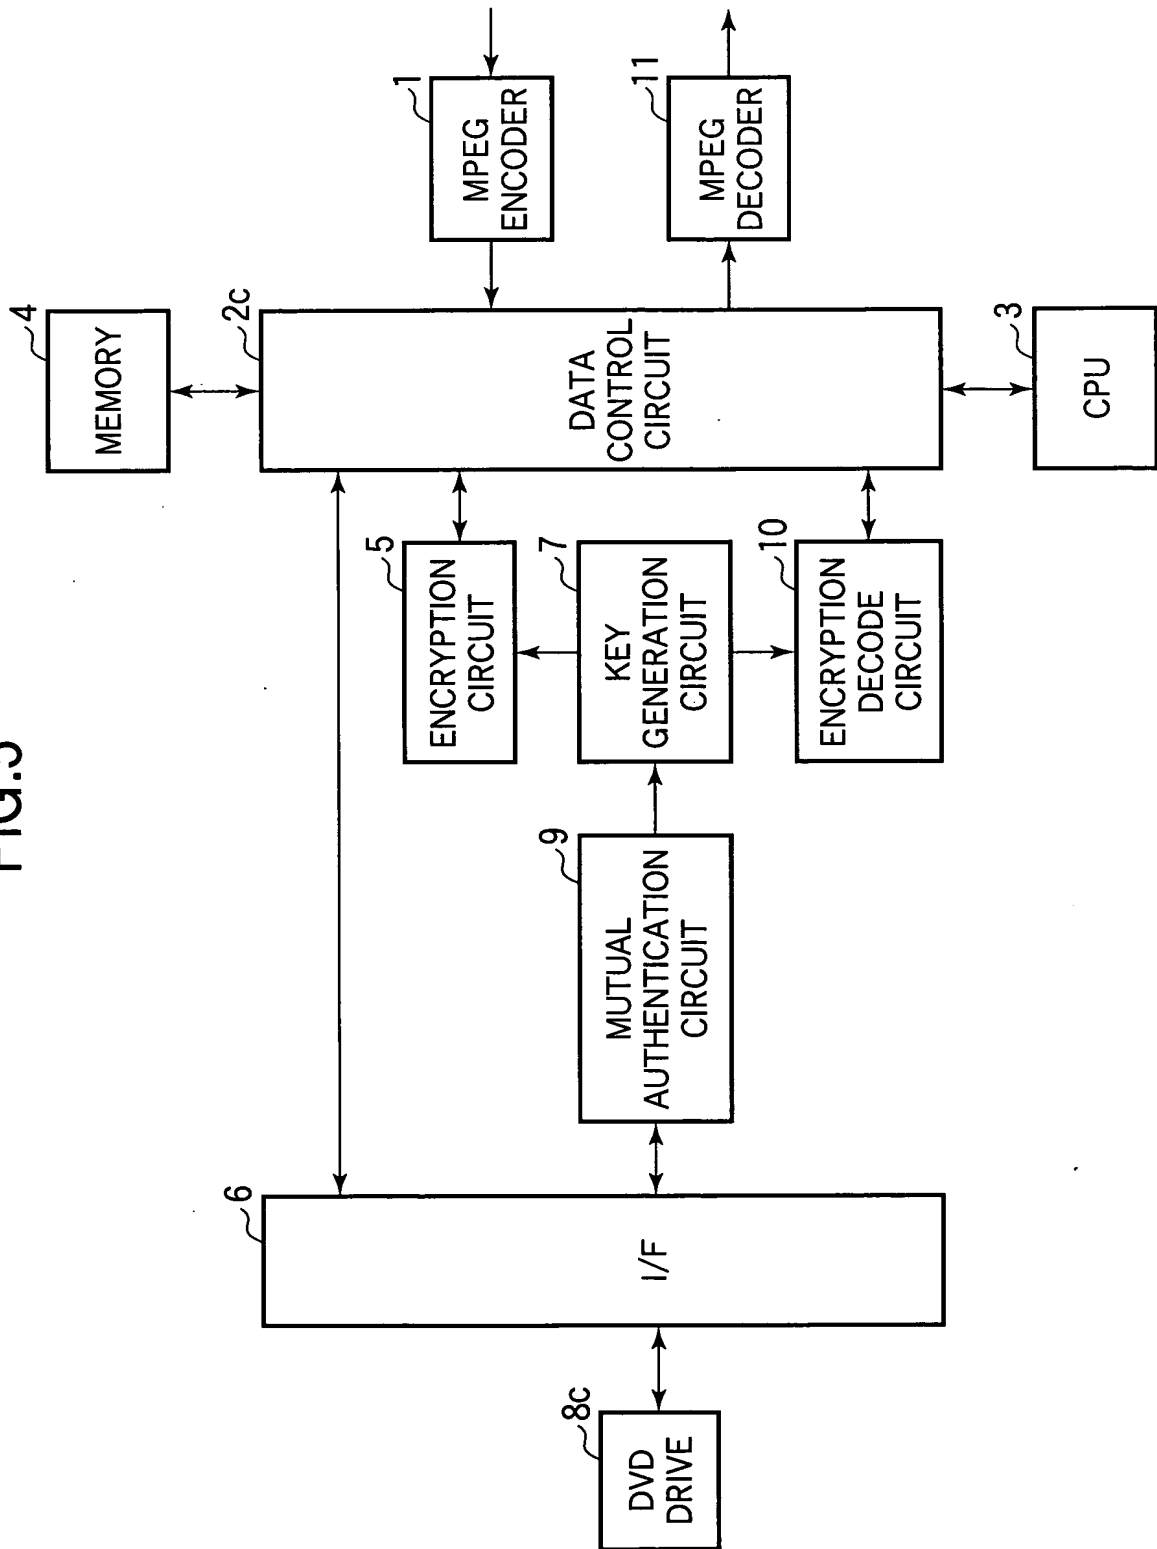 FIG.
4
MEMORY
6
I/F
2c
DATA
CONTROL
CIRCUIT
5
ENCRYPTION
CIRCUIT
1
MPEG
ENCODER
8c
DVD
DRIVE
9
MUTUAL
AUTHENTICATION
CIRCUIT
7
KEY
GENERATION
CIRCUIT
11
MPEG
DECODER
10
ENCRYPTION
DECODE
CIRCUIT
3
CPU